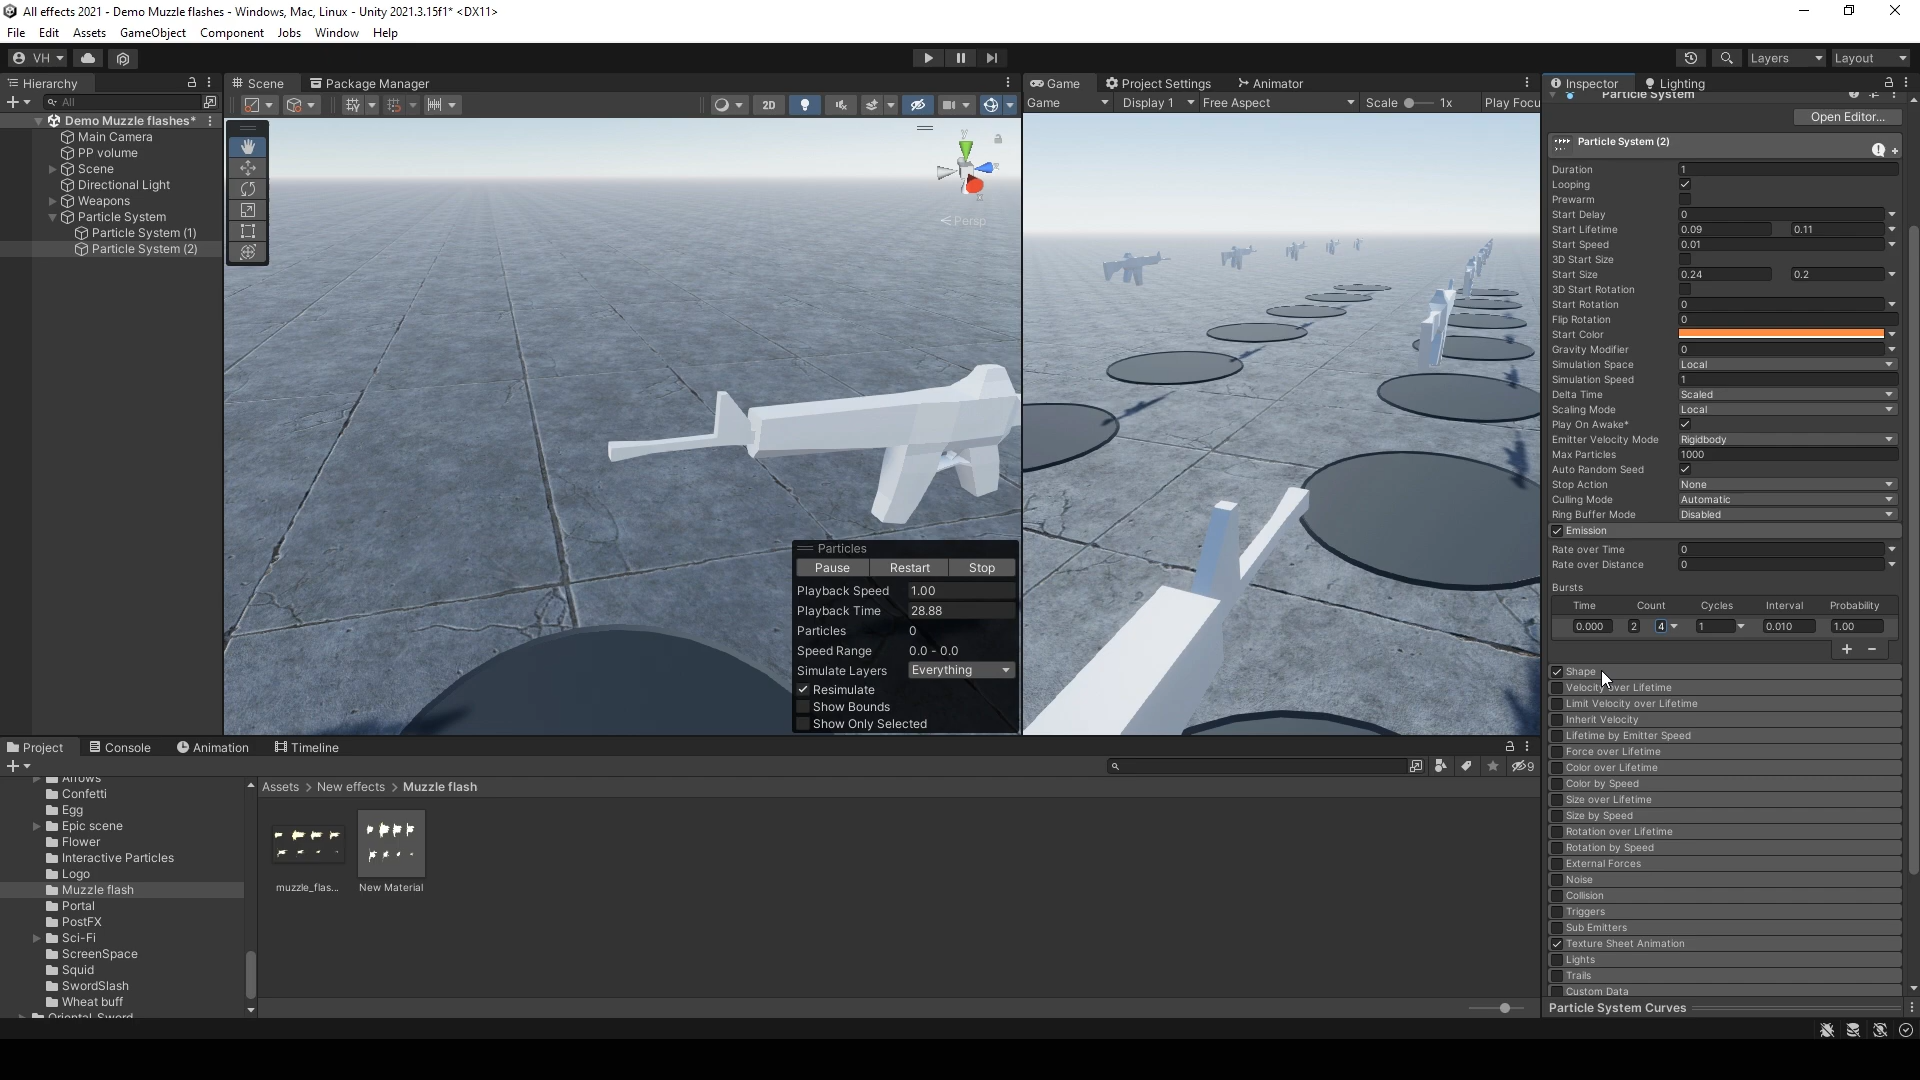 All effects 2021 - Demo Muzzle flashes - Windows, Mac, Linux - Unity 2021.3.15f1* <DX11>
File Edit Assets GameObject Component Jobs Window Help
VH
Layers
Layout
Hierarchy
All
Demo Muzzle flashes*
Main Camera
PP volume
Scene
Directional Light
Weapons
Particle System
Particle System (1)
Particle System (2)
Scene
Package Manager
2D
y
z
x
Persp
Particles
Pause Restart Stop
Playback Speed 1.00
Playback Time 28.88
Particles 0
Speed Range 0.0 - 0.0
Simulate Layers Everything
Resimulate
Show Bounds
Show Only Selected
Game
Project Settings
Animator
Game Display 1 Free Aspect Scale 1x Play Focu
Inspector
Lighting
Particle System
Open Editor...
Particle System (2)
Duration 1
Looping
Prewarm
Start Delay 0
Start Lifetime 0.09 0.11
Start Speed 0.01
3D Start Size
Start Size 0.24 0.2
3D Start Rotation
Start Rotation 0
Flip Rotation 0
Start Color
Gravity Modifier 0
Simulation Space Local
Simulation Speed 1
Delta Time Scaled
Scaling Mode Local
Play On Awake*
Emitter Velocity Mode Rigidbody
Max Particles 1000
Auto Random Seed
Stop Action None
Culling Mode Automatic
Ring Buffer Mode Disabled
Emission
Rate over Time 0
Rate over Distance 0
Bursts
Time Count Cycles Interval Probability
0.000 2 4 1 0.010 1.00
Shape
Velocity over Lifetime
Limit Velocity over Lifetime
Inherit Velocity
Lifetime by Emitter Speed
Force over Lifetime
Color over Lifetime
Color by Speed
Size over Lifetime
Size by Speed
Rotation over Lifetime
Rotation by Speed
External Forces
Noise
Collision
Triggers
Sub Emitters
Texture Sheet Animation
Lights
Trails
Custom Data
Particle System Curves
Project
Console
Animation
Timeline
9
Arrows
Confetti
Egg
Epic scene
Flower
Interactive Particles
Logo
Muzzle flash
Portal
PostFX
Sci-Fi
ScreenSpace
Squid
SwordSlash
Wheat buff
Oriental Sword
Assets > New effects > Muzzle flash
muzzle_flas...
New Material